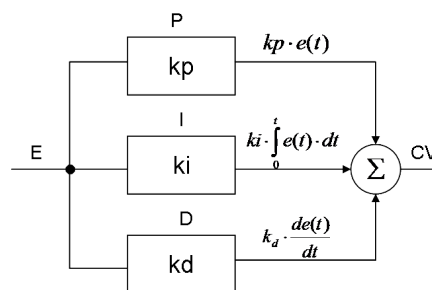 P
kp
kp · e(t)
I
E
ki
ki · ∫₀ᵗ e(t) · dt
Σ
CV
D
kd
k_d · de(t)/dt